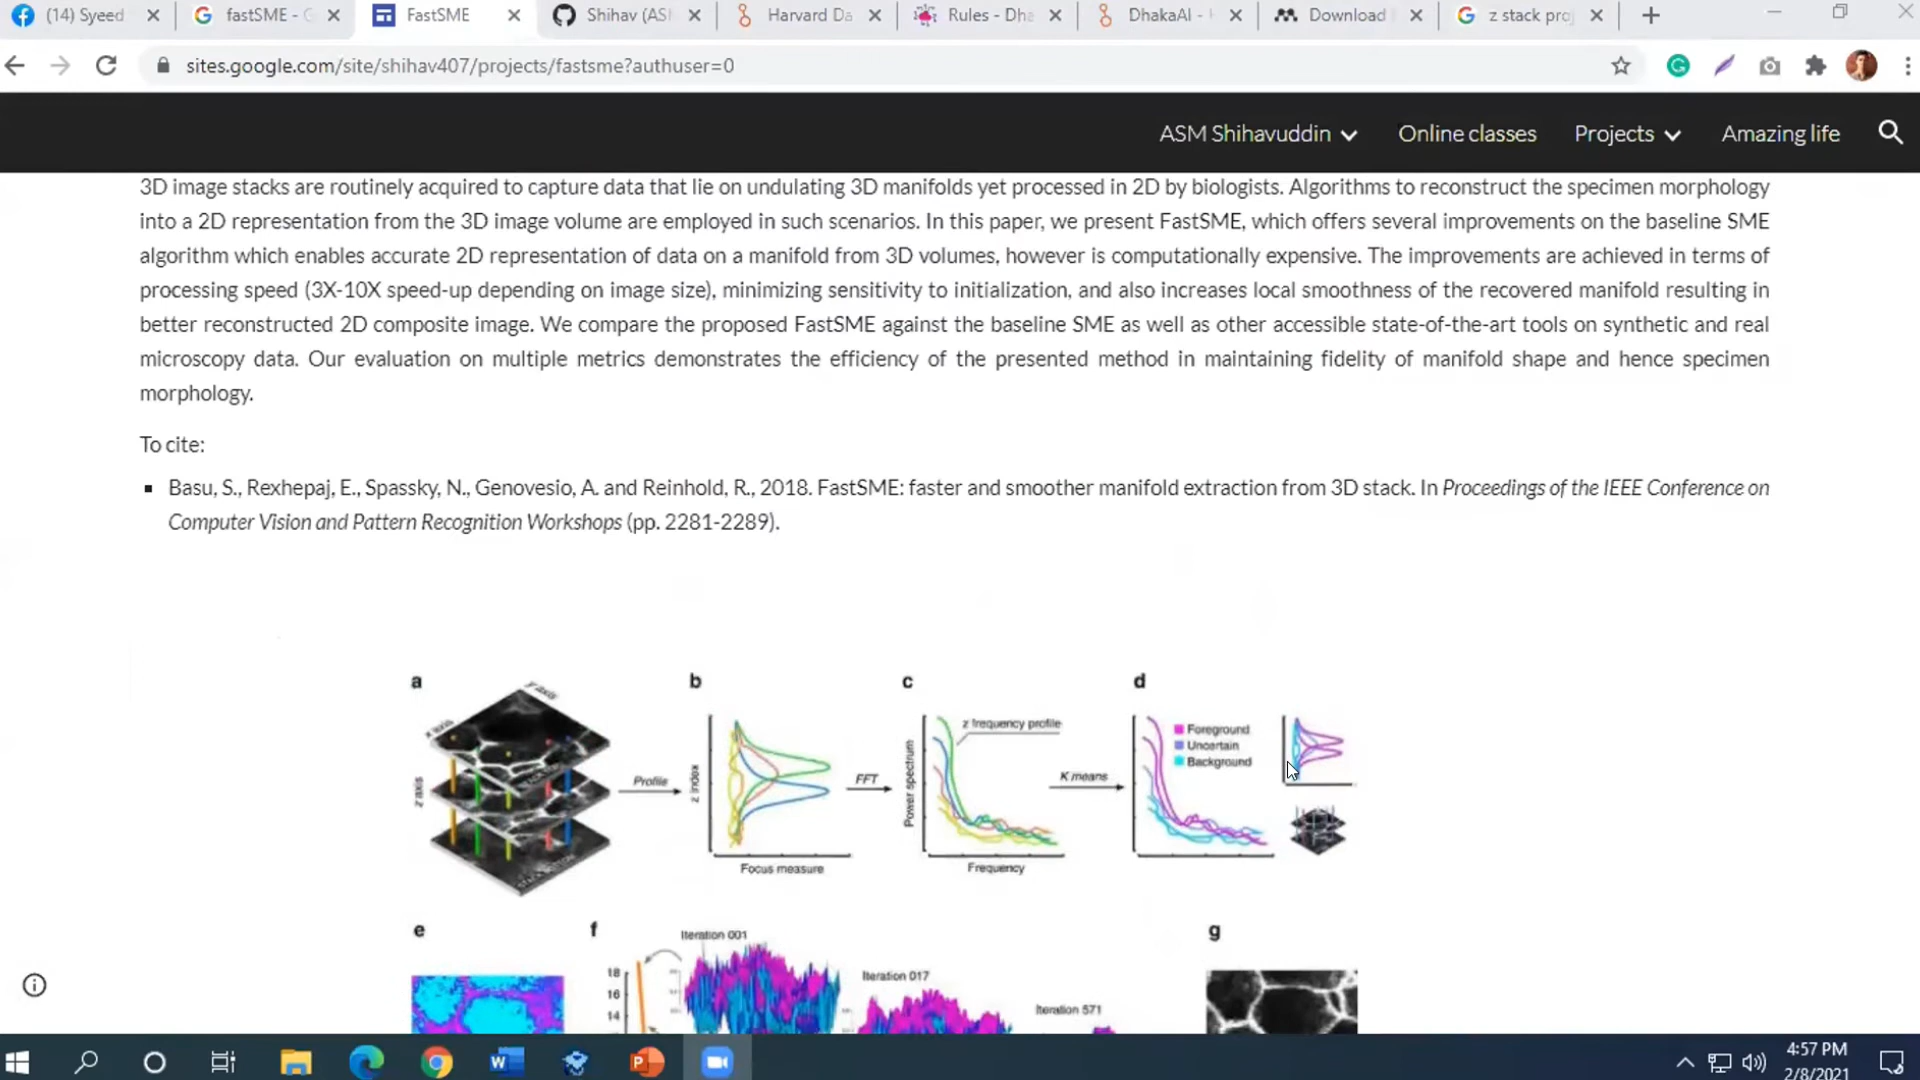 (14) Syeed
fastSME - G
FastSME
Shihav (ASM
Harvard Da
Rules - Dha
DhakaAI -
Download
z stack proj
sites.google.com/site/shihav407/projects/fastsme?authuser=0
ASM Shihavuddin
Online classes
Projects
Amazing life
3D image stacks are routinely acquired to capture data that lie on undulating 3D manifolds yet processed in 2D by biologists. Algorithms to reconstruct the specimen morphology
into a 2D representation from the 3D image volume are employed in such scenarios. In this paper, we present FastSME, which offers several improvements on the baseline SME
algorithm which enables accurate 2D representation of data on a manifold from 3D volumes, however is computationally expensive. The improvements are achieved in terms of
processing speed (3X-10X speed-up depending on image size), minimizing sensitivity to initialization, and also increases local smoothness of the recovered manifold resulting in
better reconstructed 2D composite image. We compare the proposed FastSME against the baseline SME as well as other accessible state-of-the-art tools on synthetic and real
microscopy data. Our evaluation on multiple metrics demonstrates the efficiency of the presented method in maintaining fidelity of manifold shape and hence specimen
morphology.
To cite:
Basu, S., Rexhepaj, E., Spassky, N., Genovesio, A. and Reinhold, R., 2018. FastSME: faster and smoother manifold extraction from 3D stack. In Proceedings of the IEEE Conference on
Computer Vision and Pattern Recognition Workshops (pp. 2281-2289).
a
b
c
d
x axis
y axis
z axis
Profile
z index
Focus measure
FFT
Power spectrum
z frequency profile
Frequency
K means
Foreground
Uncertain
Background
e
f
g
Iteration 001
Iteration 017
Iteration 571
18
16
14
4:57 PM
2/8/2021